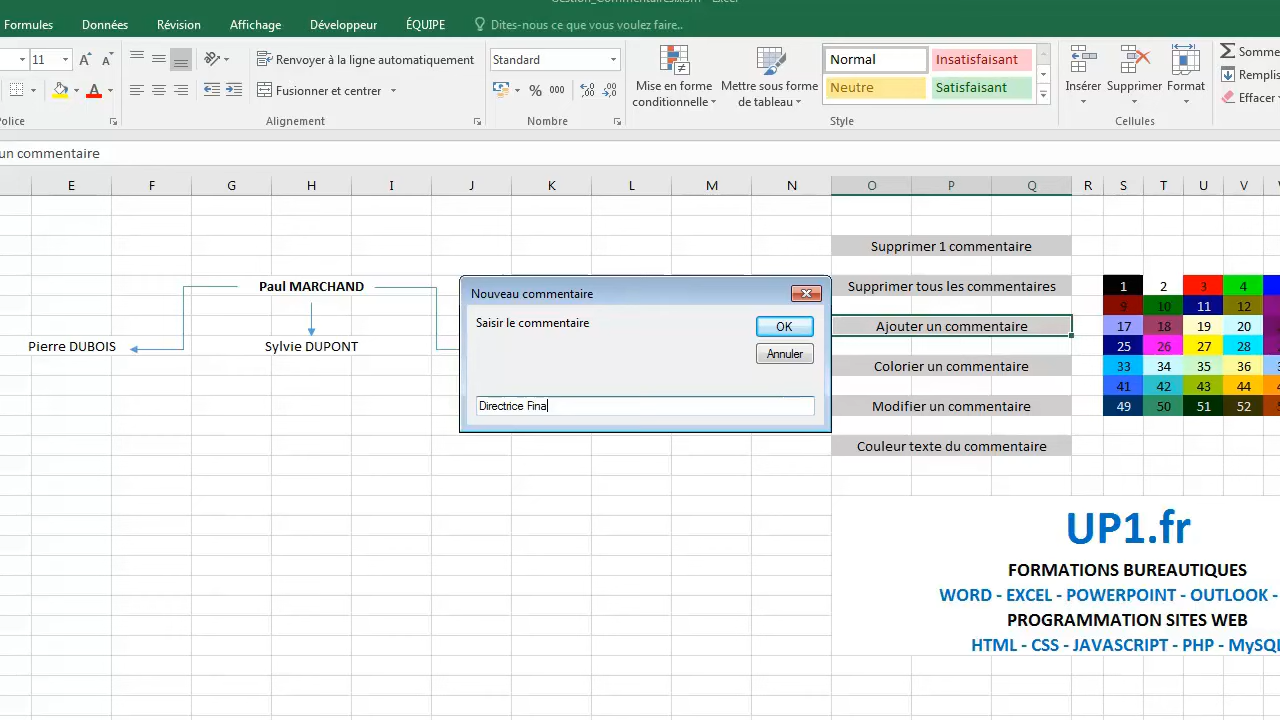 Formules Données Révision Affichage Développeur ÉQUIPE Dites-nous ce que vous voulez faire..
11 A A Renvoyer à la ligne automatiquement Standard Normal Insatisfaisant Somme
Fusionner et centrer % 000 Mise en forme conditionnelle Mettre sous forme de tableau Neutre Satisfaisant Insérer Supprimer Format Remplis
Effacer
Police Alignement Nombre Style Cellules
un commentaire
E F G H I J K L M N O P Q R S T U V
Supprimer 1 commentaire
Paul MARCHAND Supprimer tous les commentaires 1 2 3 4
9 10 11 12
Nouveau commentaire
Saisir le commentaire
OK
Annuler
Directrice Fina
Ajouter un commentaire 17 18 19 20
Pierre DUBOIS Sylvie DUPONT 25 26 27 28
Colorier un commentaire 33 34 35 36
41 42 43 44
Modifier un commentaire 49 50 51 52
Couleur texte du commentaire
UP1.fr
FORMATIONS BUREAUTIQUES
WORD - EXCEL - POWERPOINT - OUTLOOK -
PROGRAMMATION SITES WEB
HTML - CSS - JAVASCRIPT - PHP - MySQL